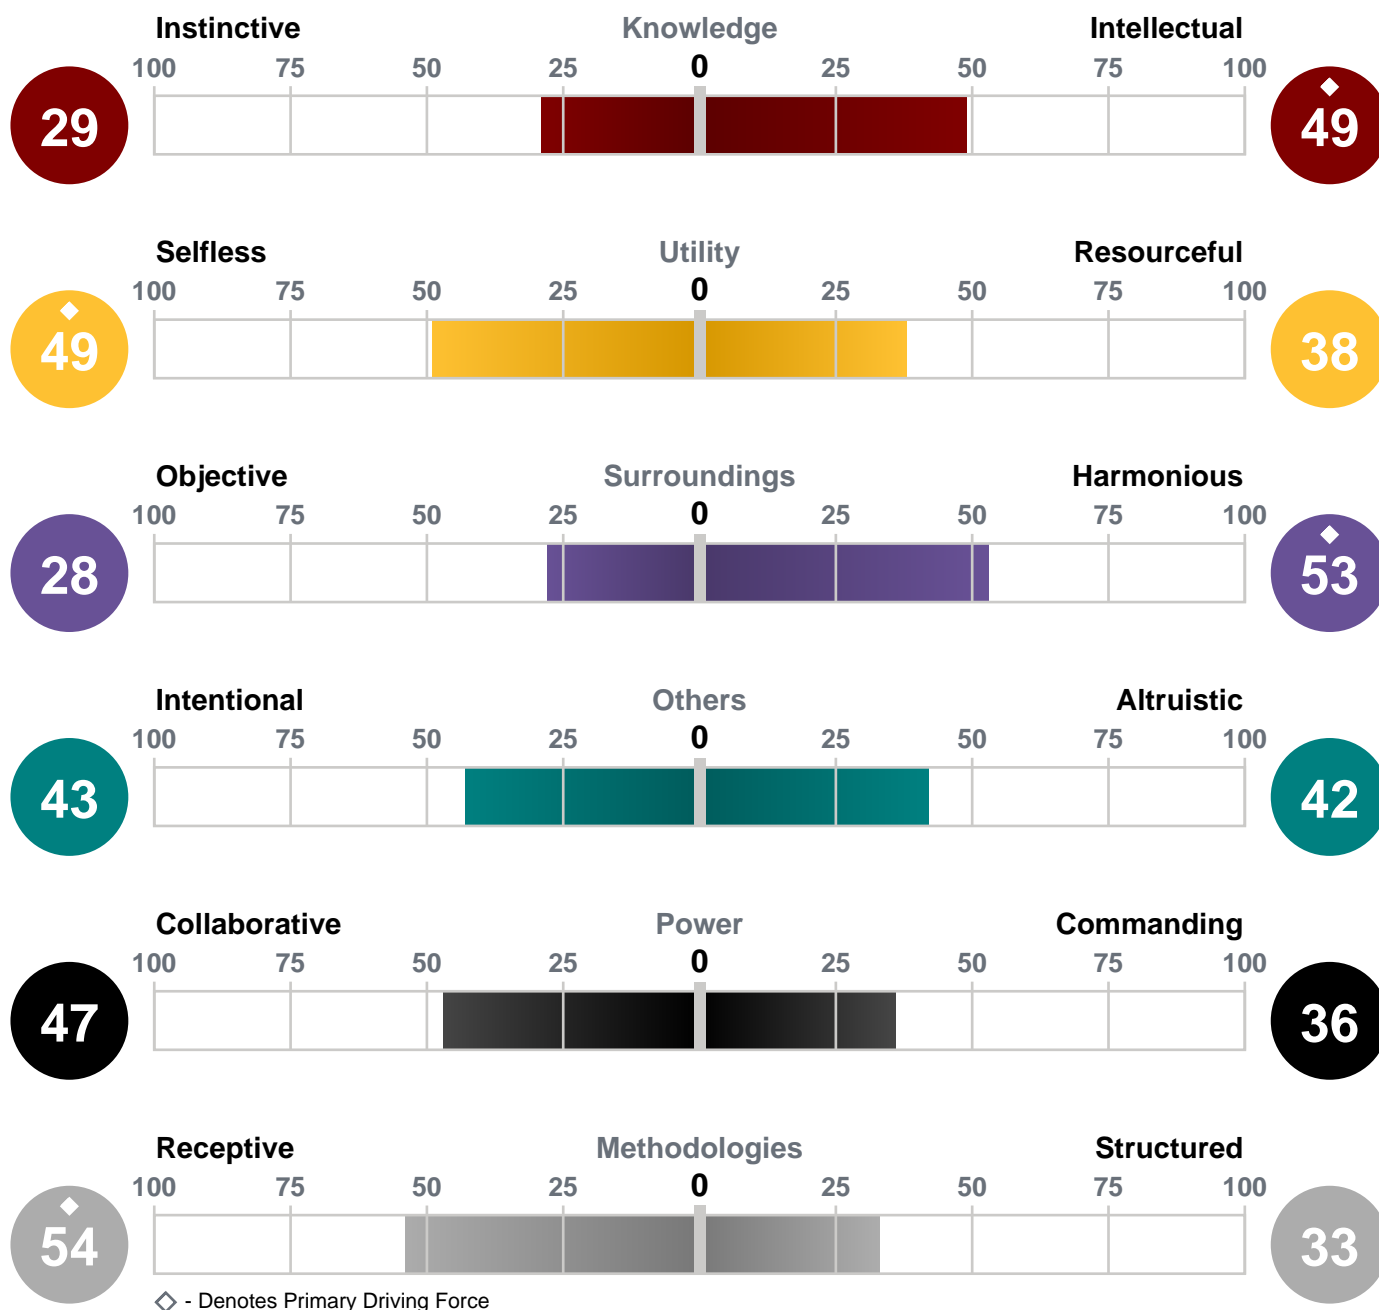 Instinctive Knowledge Intellectual
100 75 50 25 0 25 50 75 100
29 49
Selfless Utility Resourceful
100 75 50 25 0 25 50 75 100
49 38
Objective Surroundings Harmonious
100 75 50 25 0 25 50 75 100
28 53
Intentional Others Altruistic
100 75 50 25 0 25 50 75 100
43 42
Collaborative Power Commanding
100 75 50 25 0 25 50 75 100
47 36
Receptive Methodologies Structured
100 75 50 25 0 25 50 75 100
54 33
- Denotes Primary Driving Force